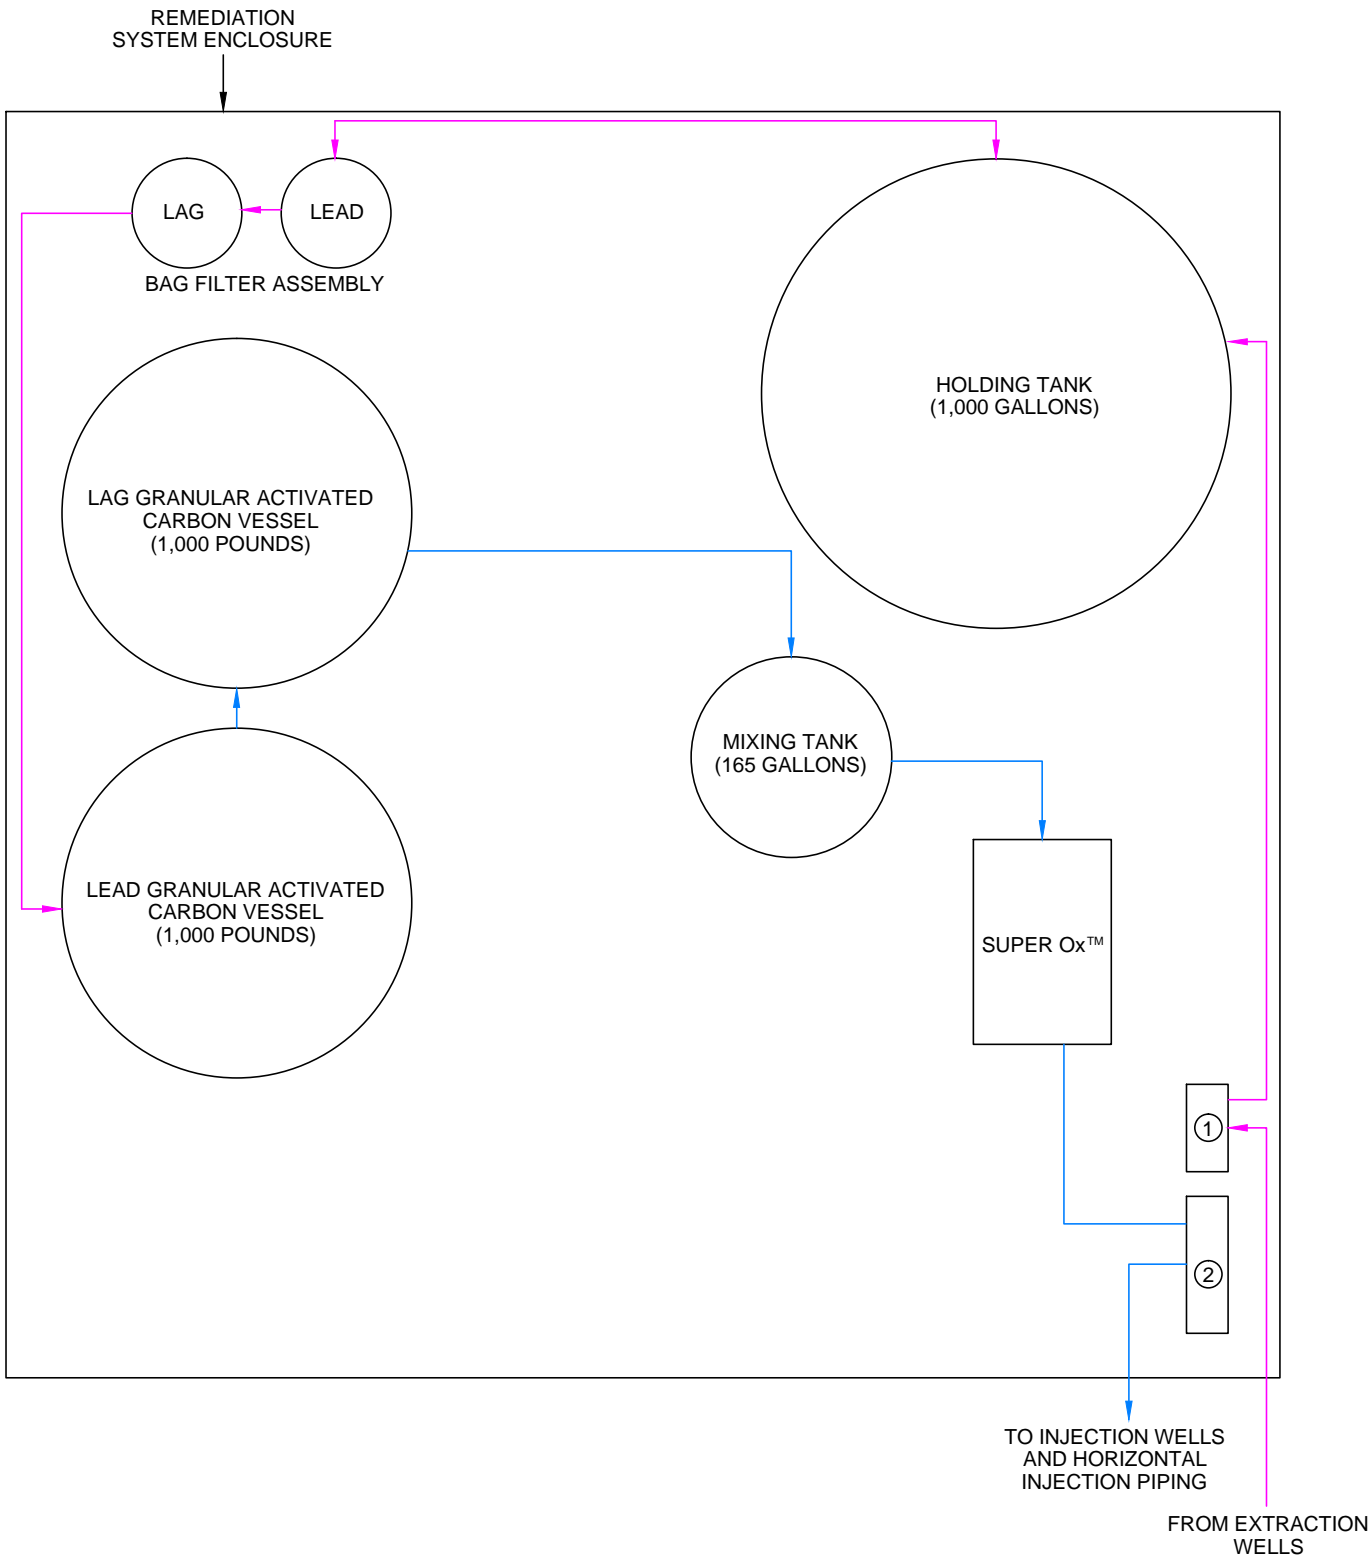 REMEDIATION
SYSTEM ENCLOSURE
LAG
LEAD
BAG FILTER ASSEMBLY
HOLDING TANK
(1,000 GALLONS)
LAG GRANULAR ACTIVATED
CARBON VESSEL
(1,000 POUNDS)
MIXING TANK
(165 GALLONS)
LEAD GRANULAR ACTIVATED
CARBON VESSEL
(1,000 POUNDS)
SUPER Ox™
1
2
TO INJECTION WELLS
AND HORIZONTAL
INJECTION PIPING
FROM EXTRACTION
WELLS